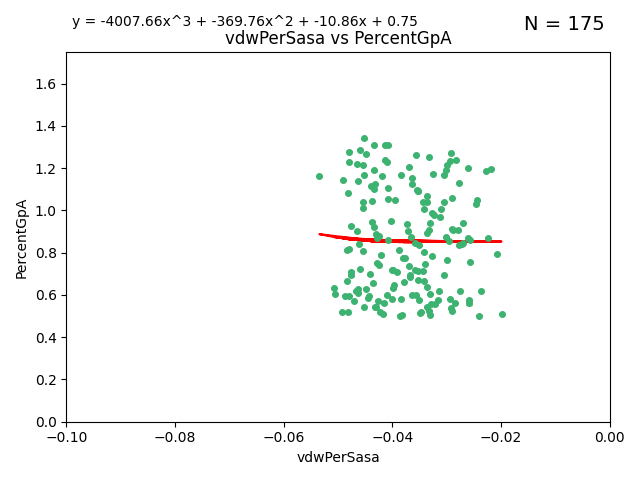 y = -4007.66x^3 + -369.76x^2 + -10.86x + 0.75
N = 175
vdwPerSasa vs PercentGpA
PercentGpA
1.6
1.4
1.2
1.0
0.8
0.6
0.4
0.2
0.0
−0.10 −0.08 −0.06 −0.04 −0.02 0.00
vdwPerSasa